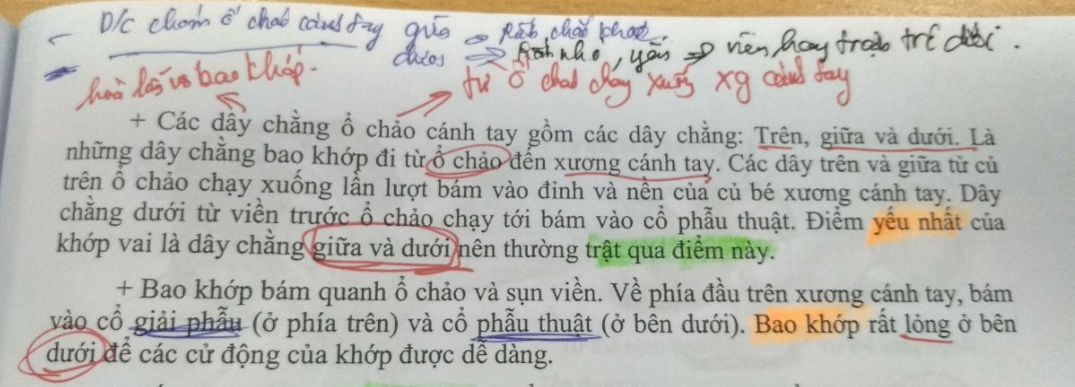 D/c chằm ổ chảo cánh tay giữa → Rất chắc khoẻ
dưới → Rất nhỏ, yếu → nên hay trật trễ dưới.
hoà lẫn vs bao khớp.
từ ổ chảo chạy xuống xg cánh tay
+ Các dây chằng ổ chảo cánh tay gồm các dây chằng: Trên, giữa và dưới. Là
những dây chằng bao khớp đi từ ổ chảo đến xương cánh tay. Các dây trên và giữa từ củ
trên ổ chảo chạy xuống lần lượt bám vào đỉnh và nền của củ bé xương cánh tay. Dây
chằng dưới từ viền trước ổ chảo chạy tới bám vào cổ phẫu thuật. Điểm yếu nhất của
khớp vai là dây chằng giữa và dưới nên thường trật qua điểm này.
+ Bao khớp bám quanh ổ chảo và sụn viền. Về phía đầu trên xương cánh tay, bám
vào cổ giải phẫu (ở phía trên) và cổ phẫu thuật (ở bên dưới). Bao khớp rất lỏng ở bên
dưới để các cử động của khớp được dễ dàng.